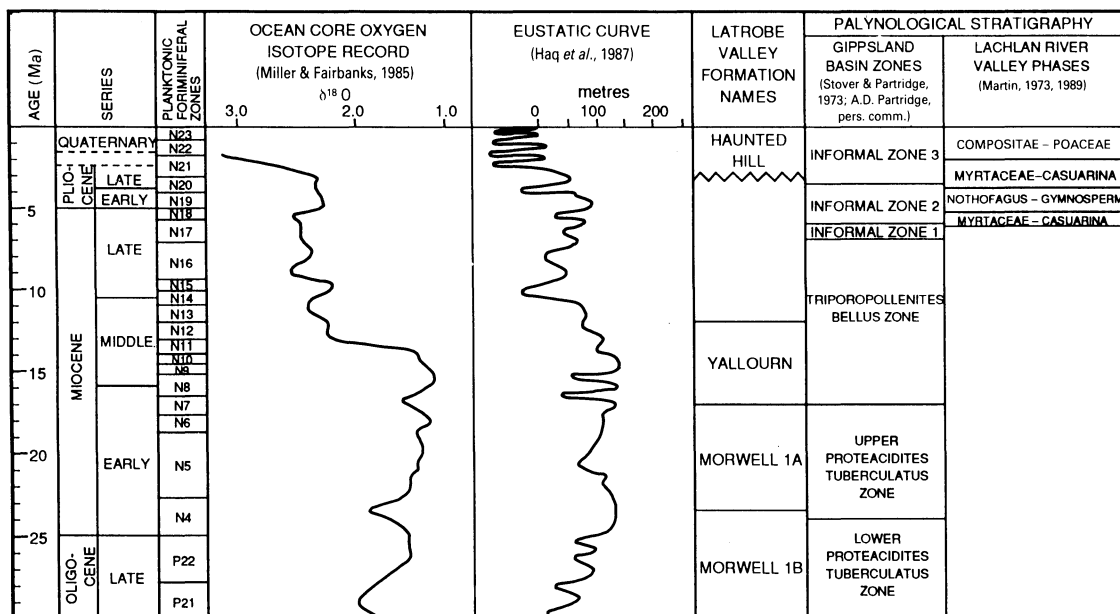 AGE (Ma)
SERIES
PLANKTONIC
FORIMINIFERAL
ZONES
OCEAN CORE OXYGEN
ISOTOPE RECORD
(Miller & Fairbanks, 1985)
δ18 O
3.0 2.0 1.0
EUSTATIC CURVE
(Haq et al., 1987)
metres
0 100 200
LATROBE
VALLEY
FORMATION
NAMES
PALYNOLOGICAL STRATIGRAPHY
GIPPSLAND
BASIN ZONES
(Stover & Partridge,
1973; A.D. Partridge,
pers. comm.)
LACHLAN RIVER
VALLEY PHASES
(Martin, 1973, 1989)
5
10
15
20
25
QUATERNARY
PLIO-
CENE
LATE
EARLY
MIOCENE
LATE
MIDDLE
EARLY
OLIGO-
CENE
LATE
N23
N22
N21
N20
N19
N18
N17
N16
N15
N14
N13
N12
N11
N10
N9
N8
N7
N6
N5
N4
P22
P21
HAUNTED
HILL
YALLOURN
MORWELL 1A
MORWELL 1B
INFORMAL ZONE 3
INFORMAL ZONE 2
INFORMAL ZONE 1
TRIPOROPOLLENITES
BELLUS ZONE
UPPER
PROTEACIDITES
TUBERCULATUS
ZONE
LOWER
PROTEACIDITES
TUBERCULATUS
ZONE
COMPOSITAE – POACEAE
MYRTACEAE–CASUARINA
NOTHOFAGUS – GYMNOSPERM
MYRTACEAE – CASUARINA